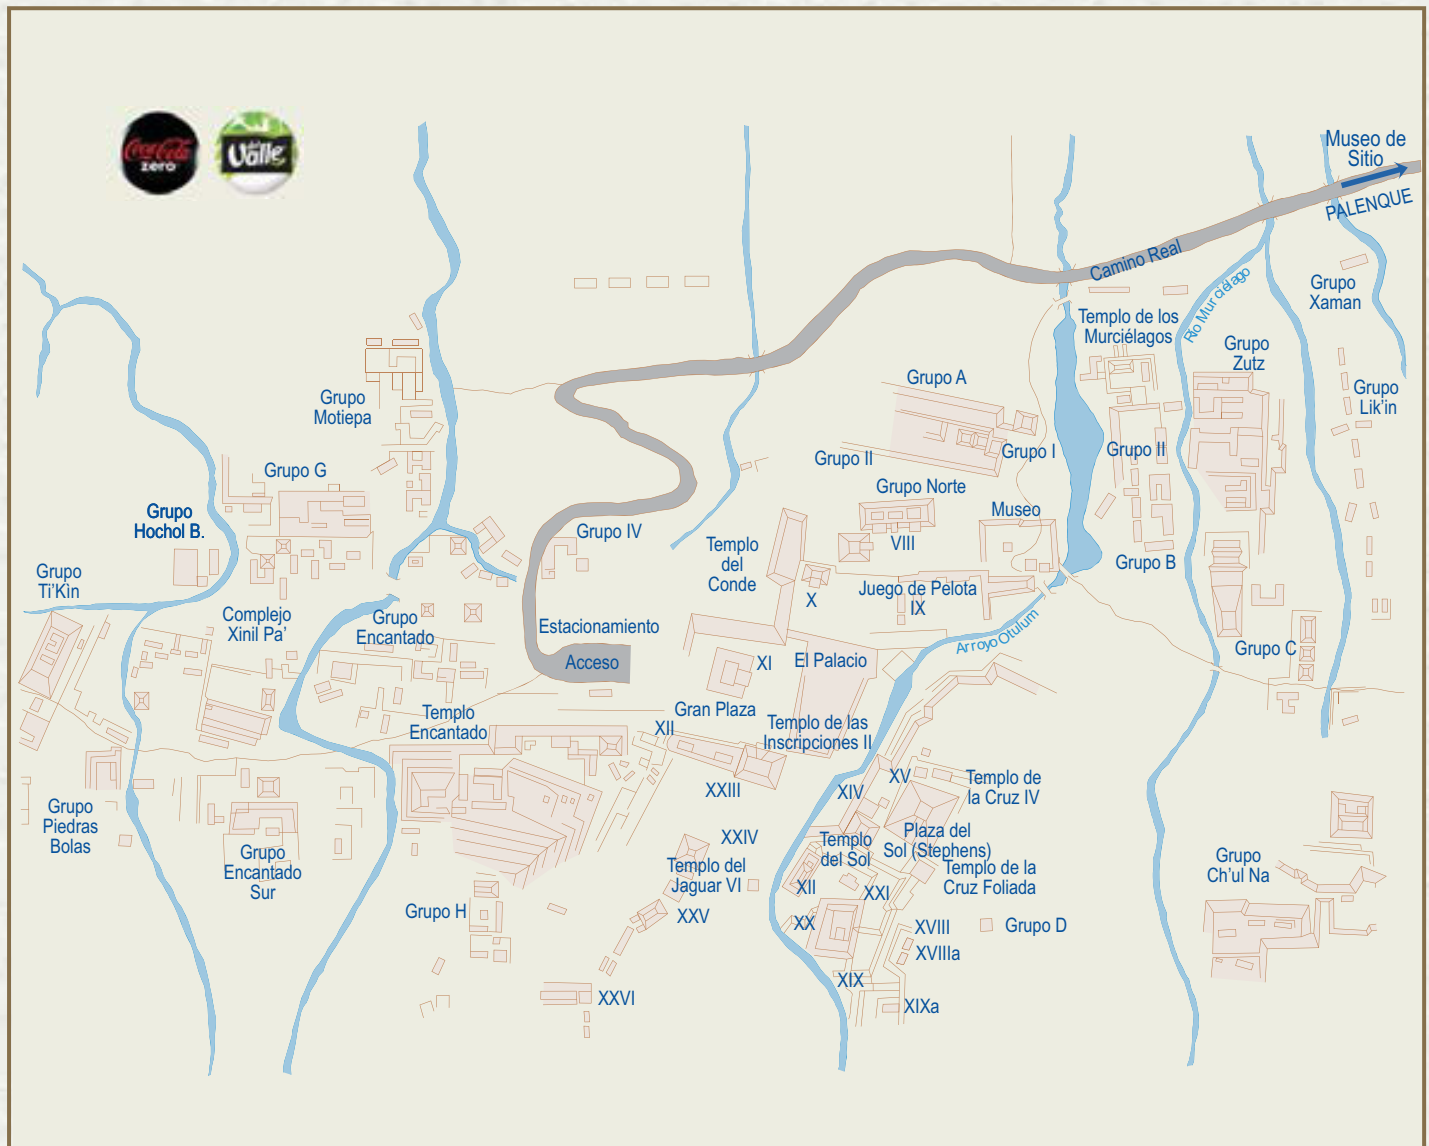 Coca-Cola
zero
del
Valle
Museo de
Sitio
PALENQUE
Camino Real
Río Murciélago
Grupo
Xaman
Templo de los
Murciélagos
Grupo
Zutz
Grupo
Lik'in
Grupo A
Grupo
Motiepa
Grupo I
Grupo II
Grupo II
Grupo G
Grupo Norte
Museo
Grupo
Hochol B.
Grupo IV
VIII
Templo
del
Conde
Grupo B
Grupo
Ti'Kin
X
Juego de Pelota
IX
Complejo
Xinil Pa'
Grupo
Encantado
Estacionamiento
Arroyo Otulum
Acceso
XI
El Palacio
Grupo C
Templo
Encantado
Gran Plaza
XII
Templo de las
Inscripciones II
XXIII
XV
XIV
Templo de
la Cruz IV
Grupo
Piedras
Bolas
XXIV
Templo
del Sol
Plaza del
Sol (Stephens)
Grupo
Encantado
Sur
Templo del
Jaguar VI
Templo de la
Cruz Foliada
Grupo
Ch'ul Na
XII
XXI
Grupo H
XXV
XX
XVIII
Grupo D
XVIIIa
XIX
XXVI
XIXa